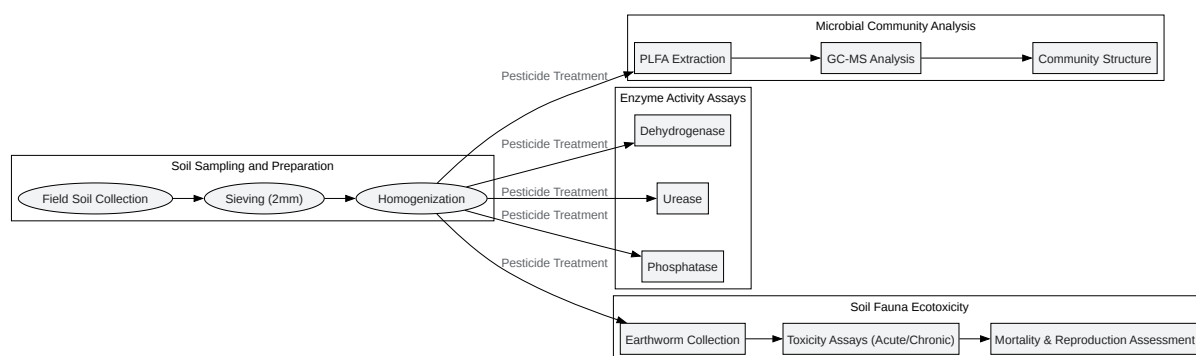 Microbial Community Analysis
PLFA Extraction
GC-MS Analysis
Community Structure
Pesticide Treatment
Enzyme Activity Assays
Dehydrogenase
Pesticide Treatment
Soil Sampling and Preparation
Field Soil Collection
Sieving (2mm)
Homogenization
Pesticide Treatment
Urease
Pesticide Treatment
Phosphatase
Pesticide Treatment
Soil Fauna Ecotoxicity
Earthworm Collection
Toxicity Assays (Acute/Chronic)
Mortality & Reproduction Assessment